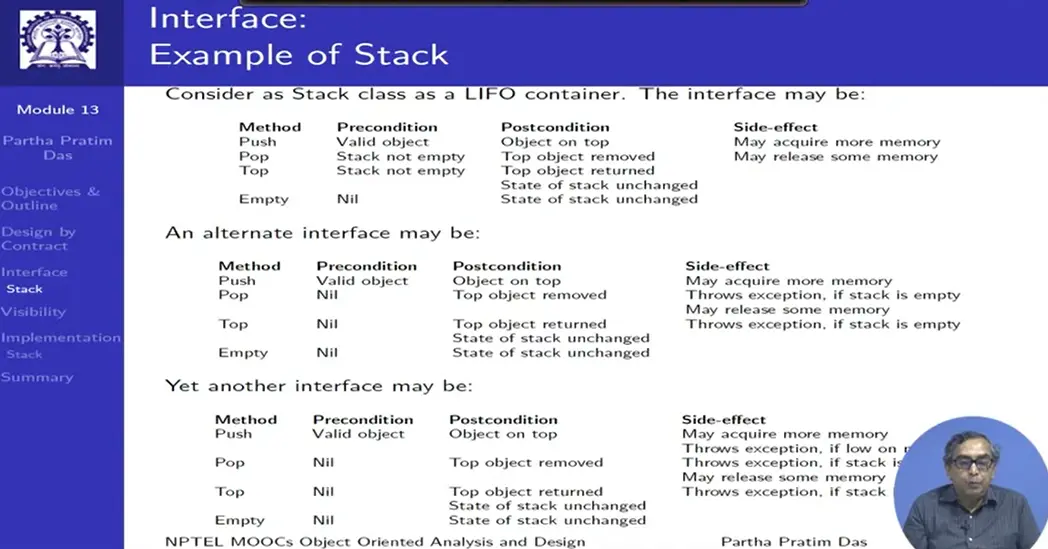 Interface:
Example of Stack
Module 13
Partha Pratim
Das
Objectives &
Outline
Design by
Contract
Interface
Stack
Visibility
Implementation
Stack
Summary
Consider as Stack class as a LIFO container. The interface may be:
Method Precondition Postcondition Side-effect
Push Valid object Object on top May acquire more memory
Pop Stack not empty Top object removed May release some memory
Top Stack not empty Top object returned
State of stack unchanged
Empty Nil State of stack unchanged
An alternate interface may be:
Method Precondition Postcondition Side-effect
Push Valid object Object on top May acquire more memory
Pop Nil Top object removed Throws exception, if stack is empty
May release some memory
Top Nil Top object returned Throws exception, if stack is empty
State of stack unchanged
Empty Nil State of stack unchanged
Yet another interface may be:
Method Precondition Postcondition Side-effect
Push Valid object Object on top May acquire more memory
Throws exception, if low on
Pop Nil Top object removed Throws exception, if stack is
May release some memory
Top Nil Top object returned Throws exception, if stack
State of stack unchanged
Empty Nil State of stack unchanged
NPTEL MOOCs Object Oriented Analysis and Design Partha Pratim Das